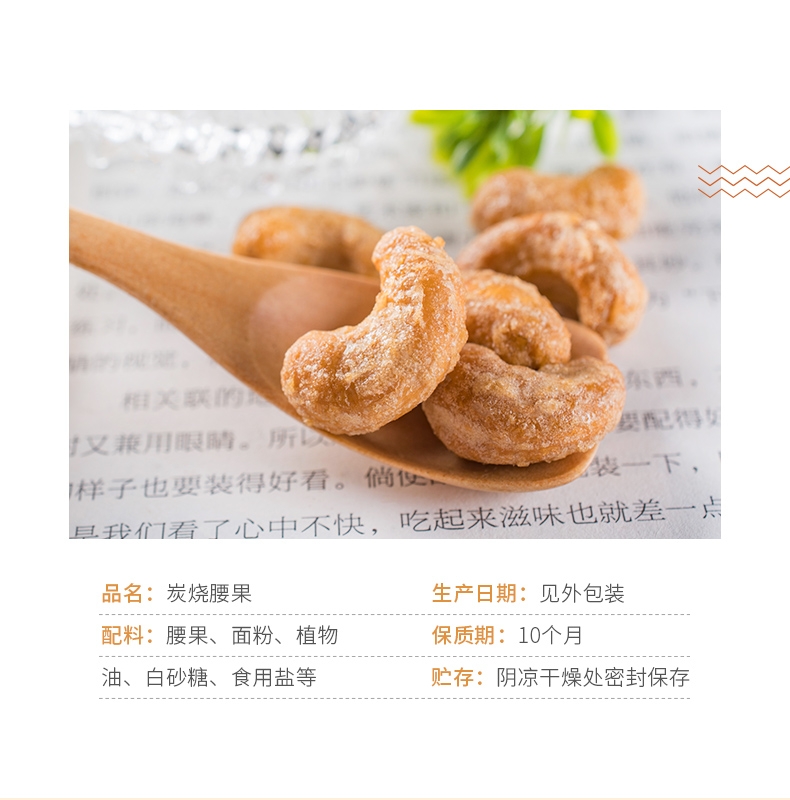 相关联的
时又兼用眼睛。所以
样子也要装得好看。倘使
是我们看了心中不快，吃起来滋味也就差一点
东西，
要配得好
装一下，
品名：炭烧腰果
生产日期：见外包装
配料：腰果、面粉、植物
保质期：10个月
油、白砂糖、食用盐等
贮存：阴凉干燥处密封保存